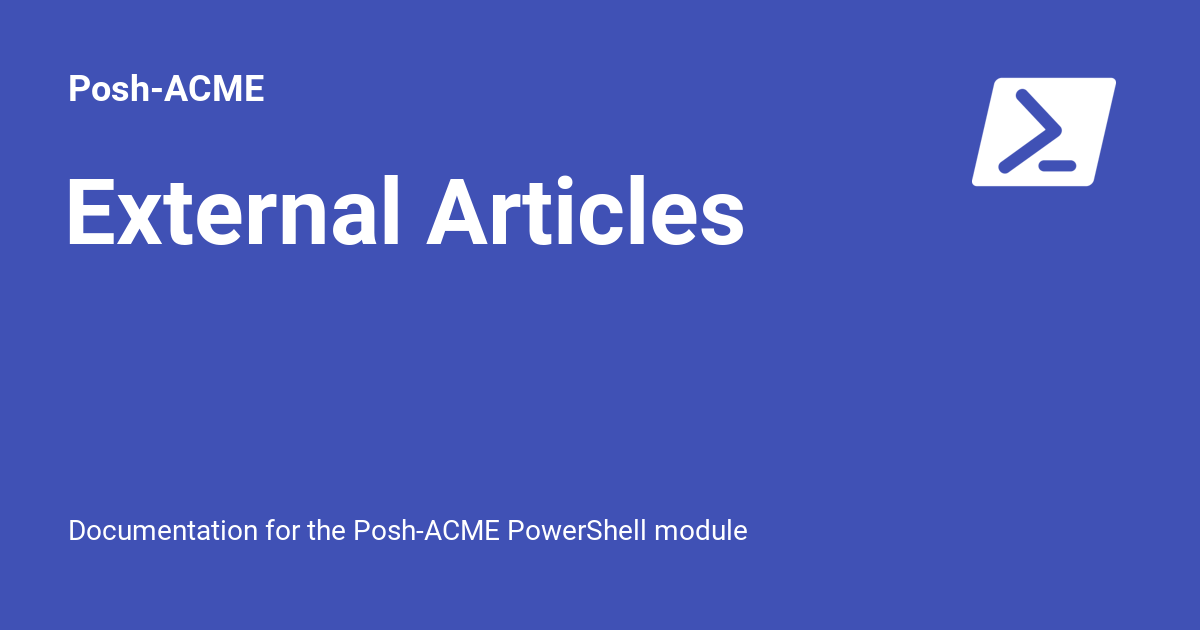 Posh-ACME
External Articles
Documentation for the Posh-ACME PowerShell module